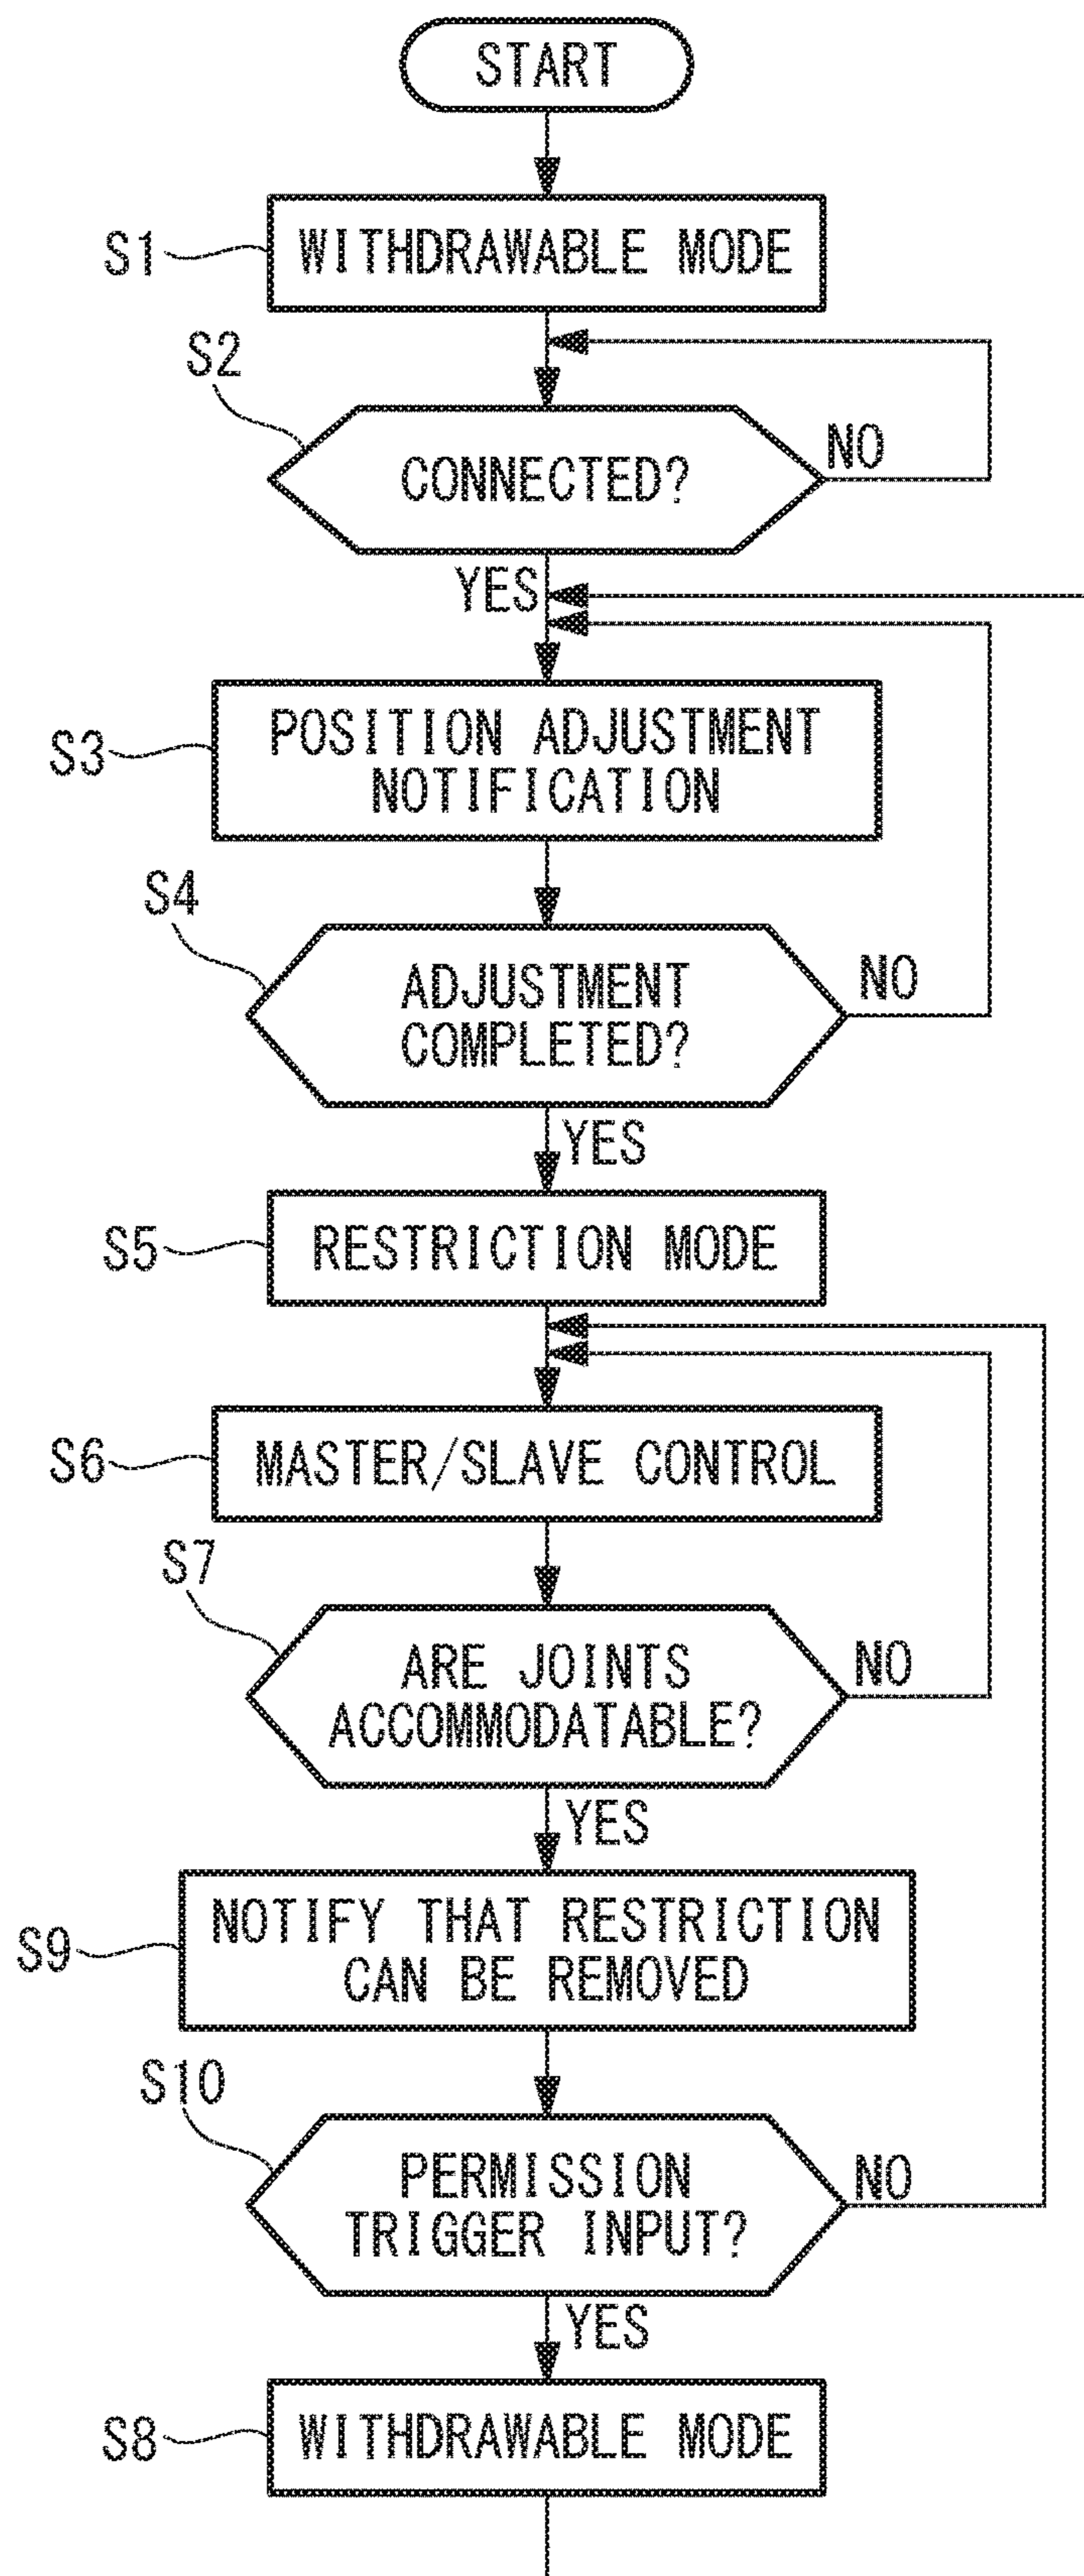 START
S1
WITHDRAWABLE MODE
S2
CONNECTED?
NO
YES
S3
POSITION ADJUSTMENT
NOTIFICATION
S4
ADJUSTMENT
COMPLETED?
NO
YES
S5
RESTRICTION MODE
S6
MASTER/SLAVE CONTROL
S7
ARE JOINTS
ACCOMMODATABLE?
NO
YES
S9
NOTIFY THAT RESTRICTION
CAN BE REMOVED
S10
PERMISSION
TRIGGER INPUT?
NO
YES
S8
WITHDRAWABLE MODE